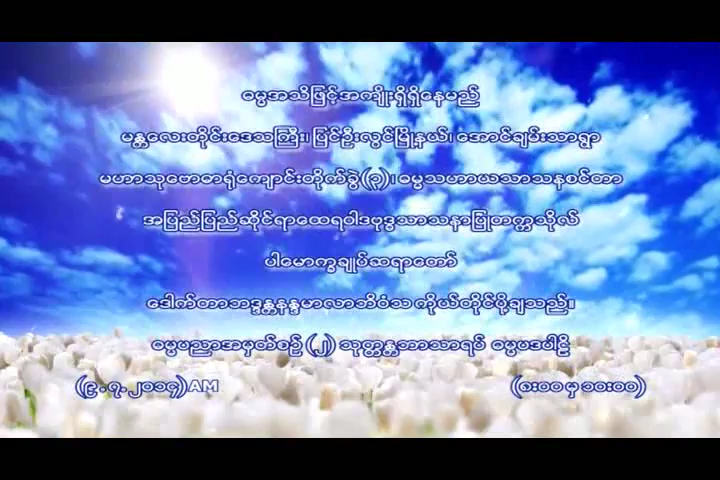 ဓမ္မအသိဖြင့်အကျိုးရှိရှိနေမည်
မန္တလေးတိုင်းဒေသကြီး၊ ပြင်ဦးလွင်မြို့နယ်၊ အောင်ချမ်းသာရွာ
မဟာသုဗောဓာရုံကျောင်းတိုက်ခွဲ(၃)၊ ဓမ္မသဟာယသာသနစင်တာ
အပြည်ပြည်ဆိုင်ရာထေရဝါဒဗုဒ္ဓသာသနာပြုတက္ကသိုလ်
ပါမောက္ခချုပ်ဆရာတော်
ဒေါက်တာဘဒ္ဒန္တနန္ဒမာလာဘိဝံသ ကိုယ်တိုင်ပို့ချသည်။
ဓမ္မပညာအမှတ်စဉ် (၂) သုတ္တန္တဘာသာရပ် ဓမ္မပဒပါဠိ
(၉.၇.၂၀၁၄)AM (၈း၀၀ မှ ၁၀း၀၀)